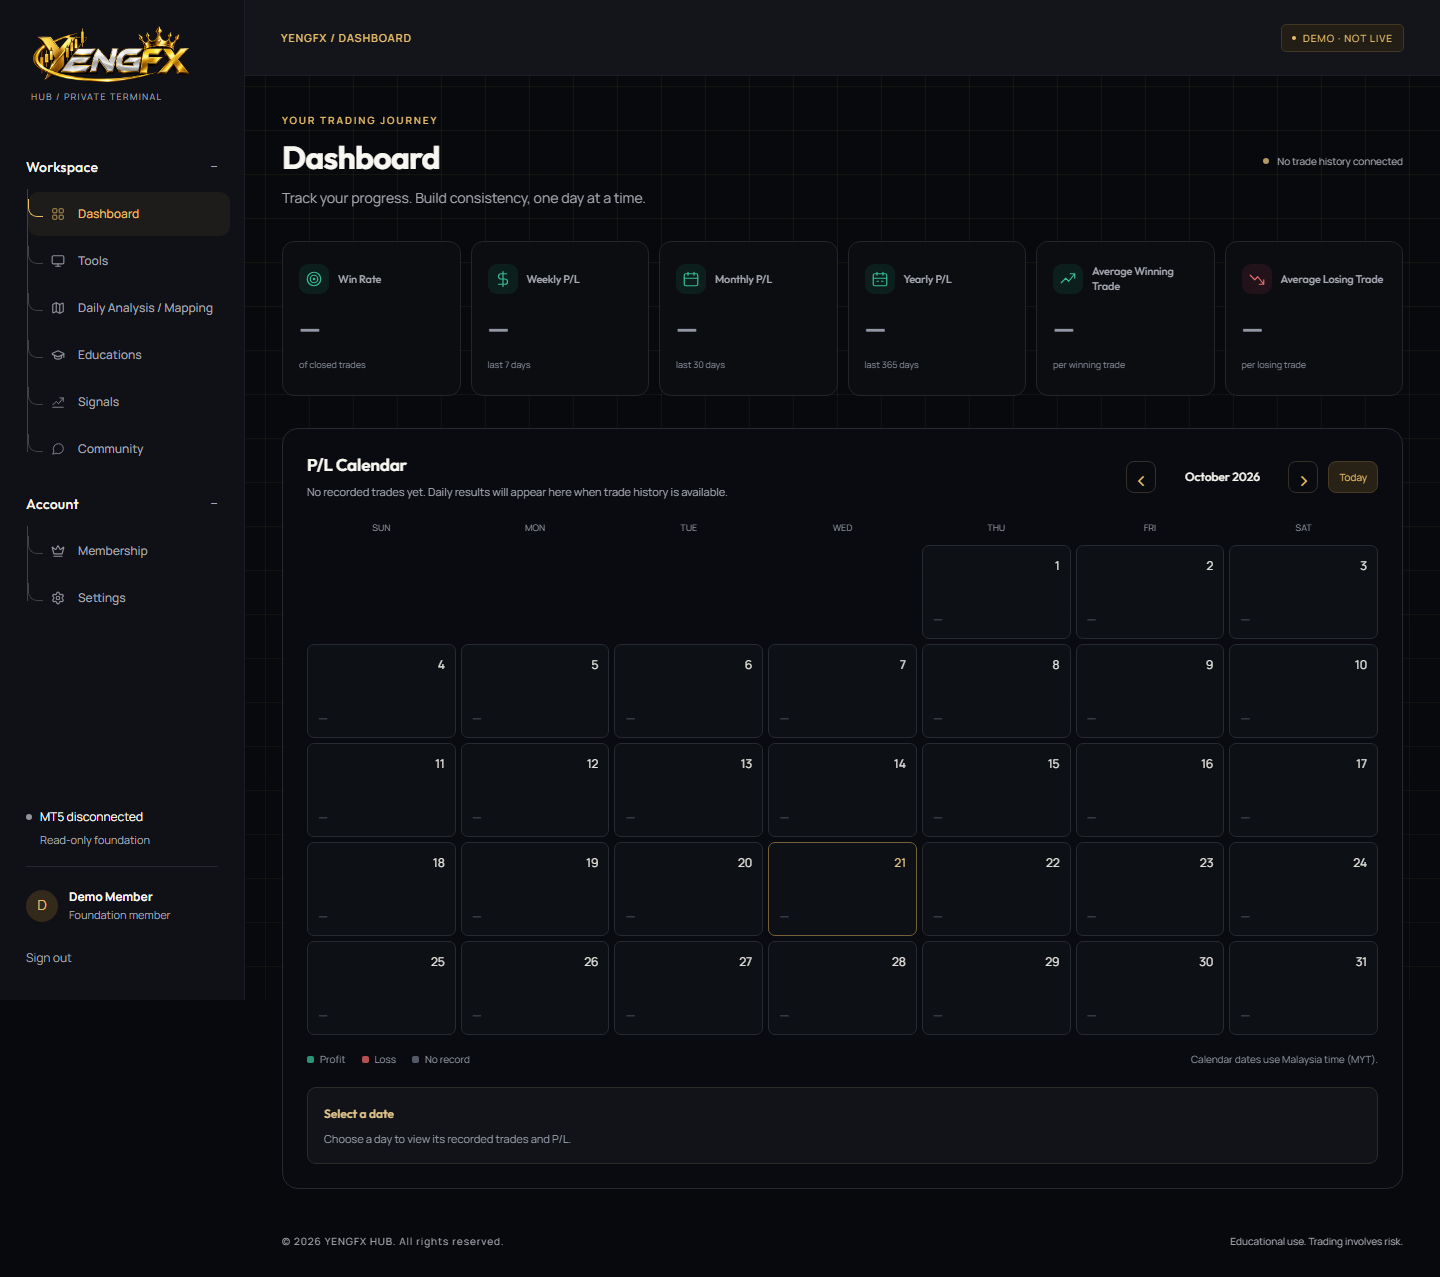 YENGFX
HUB / PRIVATE TERMINAL
Workspace –
Dashboard
Tools
Daily Analysis / Mapping
Educations
Signals
Community
Account –
Membership
Settings
MT5 disconnected
Read-only foundation
D
Demo Member
Foundation member
Sign out
YENGFX / DASHBOARD
DEMO · NOT LIVE
YOUR TRADING JOURNEY
Dashboard
No trade history connected
Track your progress. Build consistency, one day at a time.
Win Rate
—
of closed trades
Weekly P/L
—
last 7 days
Monthly P/L
—
last 30 days
Yearly P/L
—
last 365 days
Average Winning
Trade
—
per winning trade
Average Losing Trade
—
per losing trade
P/L Calendar
No recorded trades yet. Daily results will appear here when trade history is available.
October 2026
Today
SUN MON TUE WED THU FRI SAT
1 2 3
— — —
4 5 6 7 8 9 10
— — — — — — —
11 12 13 14 15 16 17
— — — — — — —
18 19 20 21 22 23 24
— — — — — — —
25 26 27 28 29 30 31
— — — — — — —
Profit Loss No record
Calendar dates use Malaysia time (MYT).
Select a date
Choose a day to view its recorded trades and P/L.
© 2026 YENGFX HUB. All rights reserved.
Educational use. Trading involves risk.